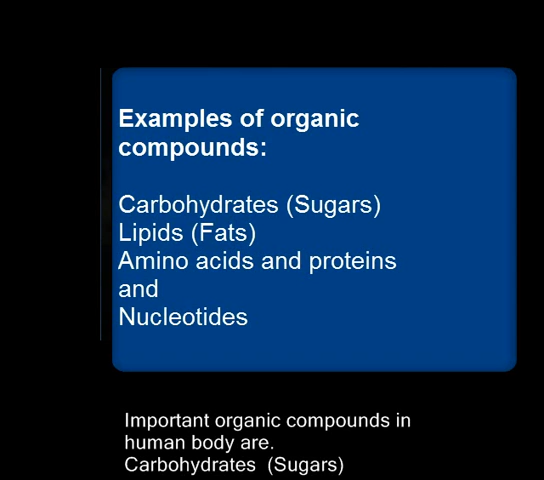 Examples of organic
compounds:
Carbohydrates (Sugars)
Lipids (Fats)
Amino acids and proteins
and
Nucleotides
Important organic compounds in
human body are.
Carbohydrates  (Sugars)